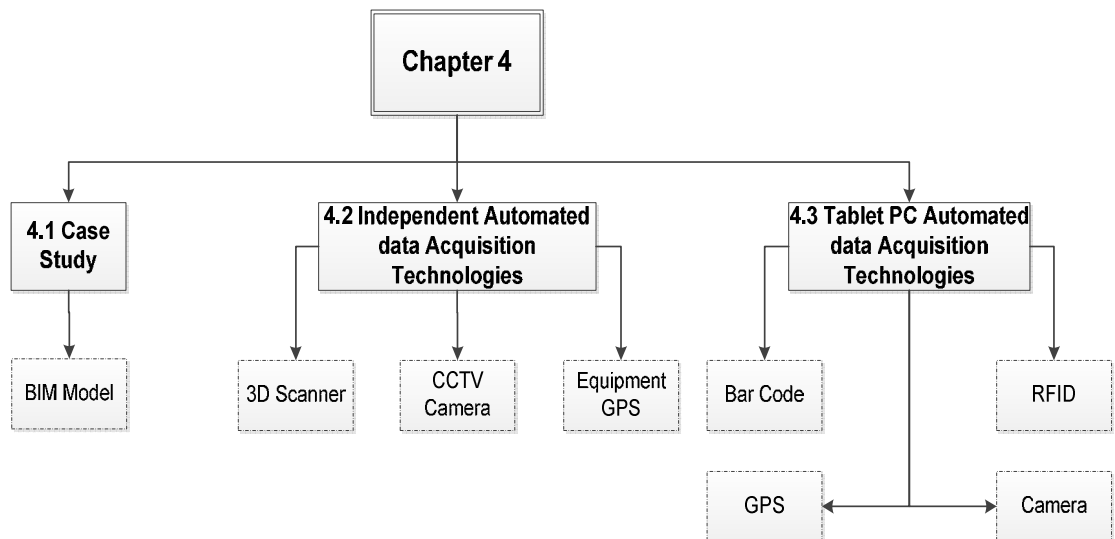 Chapter 4
4.1 Case
Study
4.2 Independent Automated
data Acquisition
Technologies
4.3 Tablet PC Automated
data Acquisition
Technologies
BIM Model
3D Scanner
CCTV
Camera
Equipment
GPS
Bar Code
RFID
GPS
Camera